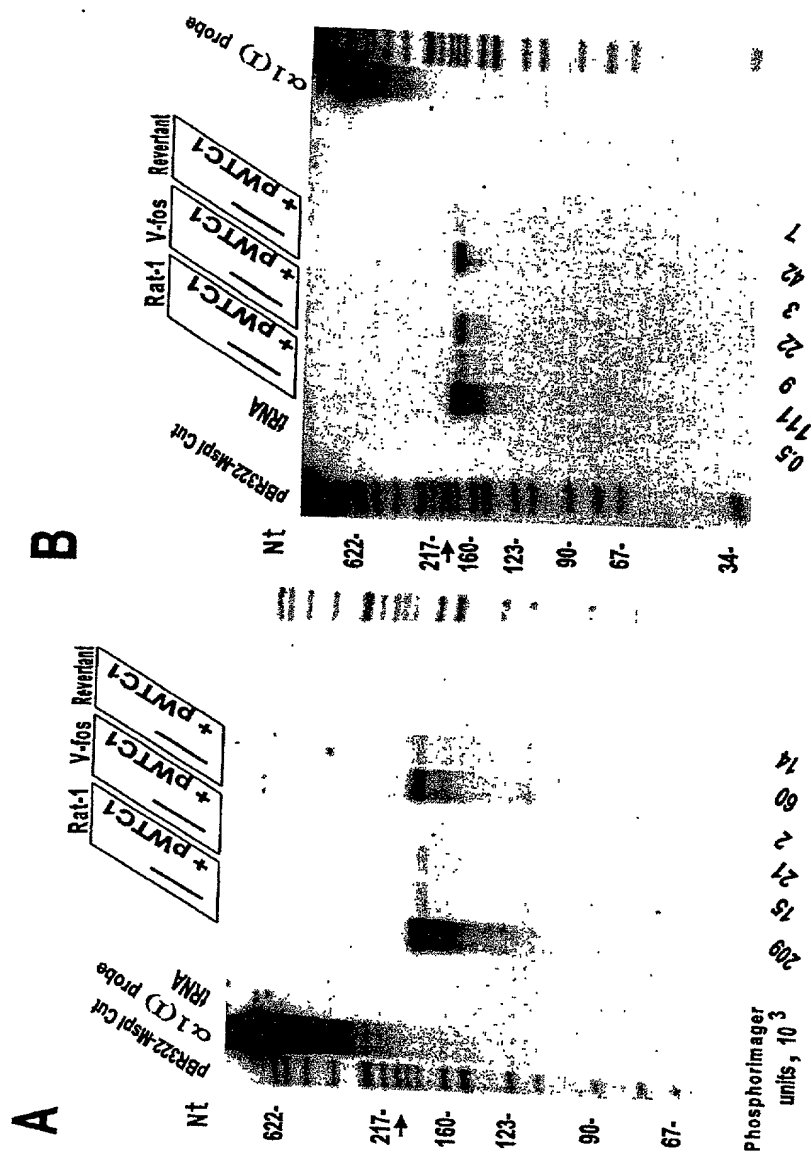 A
Rat-1 V-fos Revertant
pBR322-MspI Cut
α1(I) probe
tRNA
+ pWTC1
+ pWTC1
+ pWTC1
Nt
622-
217-
160-
123-
90-
67-
Phosphorimager
units, 10 3
209 15 21 2 60 14
B
Rat-1 V-fos Revertant
pBR322-MspI Cut
tRNA
+ pWTC1
+ pWTC1
+ pWTC1
α1(I) probe
Nt
622-
217-
160-
123-
90-
67-
34-
0.5 111 9 22 3 42 7